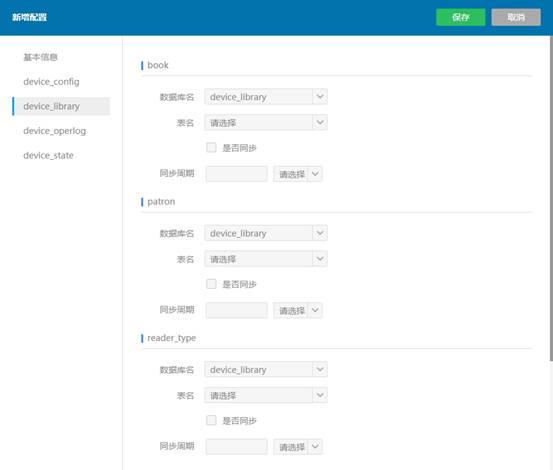 新增配置 保存 取消
基本信息
device_config
device_library
device_operlog
device_state
book
数据库名 device_library
表名 请选择
是否同步
同步周期 请选择
patron
数据库名 device_library
表名 请选择
是否同步
同步周期 请选择
reader_type
数据库名 device_library
表名 请选择
是否同步
同步周期 请选择